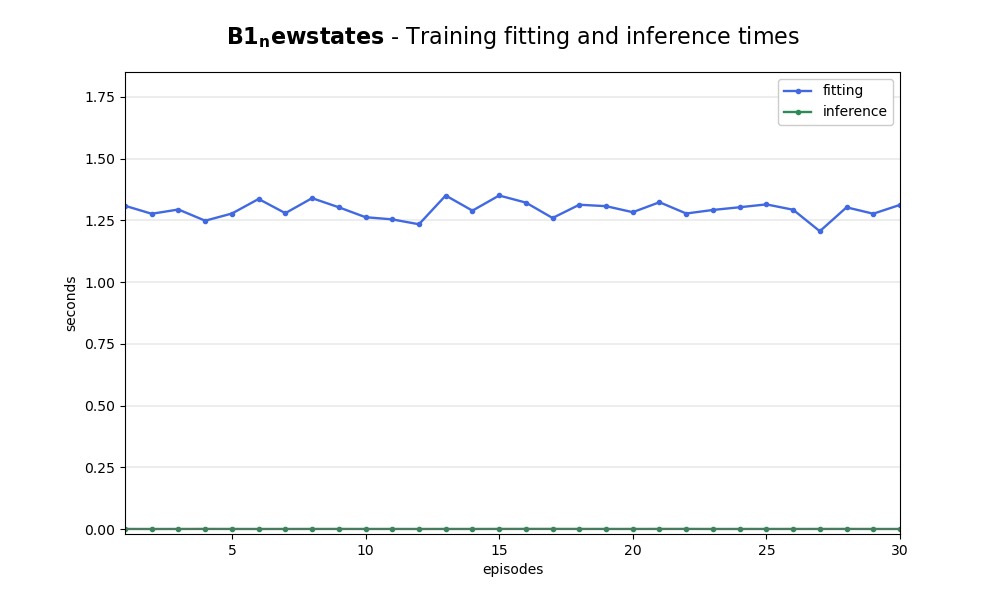 B1ₙewstates - Training fitting and inference times
fitting
inference
1.75
1.50
1.25
1.00
0.75
0.50
0.25
0.00
seconds
5 10 15 20 25 30
episodes